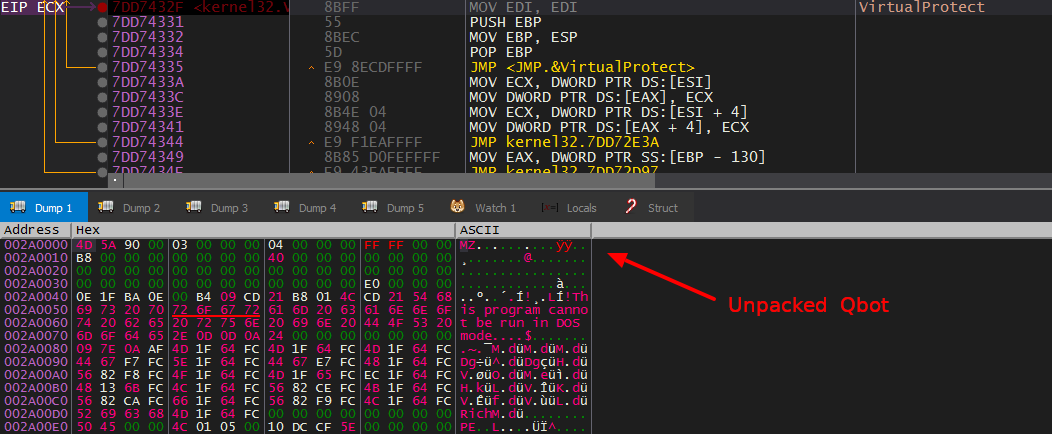 EIP ECX 7DD7432F <kernel32.V 8BFF MOV EDI, EDI VirtualProtect
7DD74331 55 PUSH EBP
7DD74332 8BEC MOV EBP, ESP
7DD74334 5D POP EBP
7DD74335 E9 8ECDFFFF JMP <JMP.&VirtualProtect>
7DD7433A 8B0E MOV ECX, DWORD PTR DS:[ESI]
7DD7433C 8908 MOV DWORD PTR DS:[EAX], ECX
7DD7433E 8B4E 04 MOV ECX, DWORD PTR DS:[ESI + 4]
7DD74341 8948 04 MOV DWORD PTR DS:[EAX + 4], ECX
7DD74344 E9 F1EAFFFF JMP kernel32.7DD72E3A
7DD74349 8B85 D0FEFFFF MOV EAX, DWORD PTR SS:[EBP - 130]
7DD7434F E9 43EAFFFF JMP kernel32.7DD72D97
Dump 1 Dump 2 Dump 3 Dump 4 Dump 5 Watch 1 [x=] Locals Struct
Address Hex ASCII
002A0000 4D 5A 90 00 03 00 00 00 04 00 00 00 FF FF 00 00 MZ..........ÿÿ..
002A0010 B8 00 00 00 00 00 00 00 40 00 00 00 00 00 00 00 ¸.......@.......
002A0020 00 00 00 00 00 00 00 00 00 00 00 00 00 00 00 00 ................
002A0030 00 00 00 00 00 00 00 00 00 00 00 00 E0 00 00 00 ............à...
002A0040 0E 1F BA 0E 00 B4 09 CD 21 B8 01 4C CD 21 54 68 ..º..´.Í!¸.LÍ!Th
002A0050 69 73 20 70 72 6F 67 72 61 6D 20 63 61 6E 6E 6F is program canno
002A0060 74 20 62 65 20 72 75 6E 20 69 6E 20 44 4F 53 20 t be run in DOS
002A0070 6D 6F 64 65 2E 0D 0D 0A 24 00 00 00 00 00 00 00 mode....$.......
002A0080 09 7E 0A AF 4D 1F 64 FC 4D 1F 64 FC 4D 1F 64 FC .~.¯M.düM.düM.dü
002A0090 44 67 F7 FC 5E 1F 64 FC 44 67 E7 FC 48 1F 64 FC Dg÷ü^.düDgçüH.dü
002A00A0 56 82 F8 FC 4F 1F 64 FC 4D 1F 65 FC EC 1F 64 FC V.øüO.düM.eüì.dü
002A00B0 48 13 6B FC 4C 1F 64 FC 56 82 CE FC 4B 1F 64 FC H.küL.düV.ÎüK.dü
002A00C0 56 82 CA FC 66 1F 64 FC 56 82 F9 FC 4C 1F 64 FC V.Êüf.düV.ùüL.dü
002A00D0 52 69 63 68 4D 1F 64 FC 00 00 00 00 00 00 00 00 RichM.dü........
002A00E0 50 45 00 00 4C 01 05 00 10 DC CF 5E 00 00 00 00 PE..L....ÜÏ^....
Unpacked Qbot